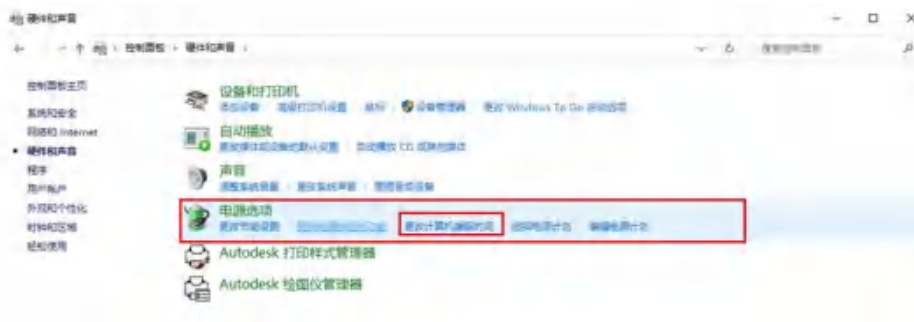 硬件和声音
控制面板 › 硬件和声音 ›
搜索控制面板
控制面板主页
系统和安全
网络和 Internet
硬件和声音
程序
用户帐户
外观和个性化
时钟和区域
轻松使用
设备和打印机
添加设备 高级打印机设置 鼠标 设备管理器 更改 Windows To Go 启动选项
自动播放
更改媒体或设备的默认设置 自动播放 CD 或其他媒体
声音
调整系统音量 更改系统声音 管理音频设备
电源选项
更改节能设置 更改计算机睡眠时间 选择电源计划 编辑电源计划
Autodesk 打印样式管理器
Autodesk 绘图仪管理器